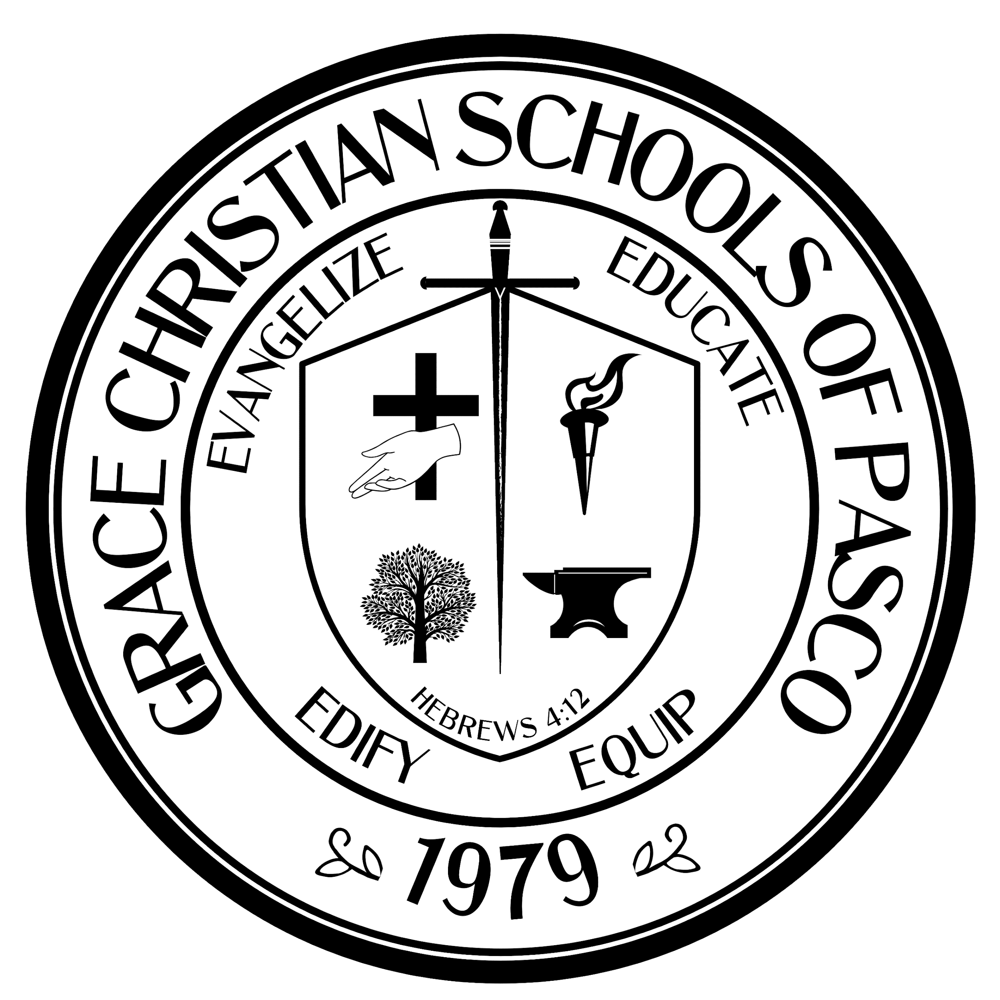 GRACE CHRISTIAN SCHOOLS OF PASCO
EVANGELIZE
EDUCATE
EDIFY
HEBREWS 4:12
EQUIP
1979